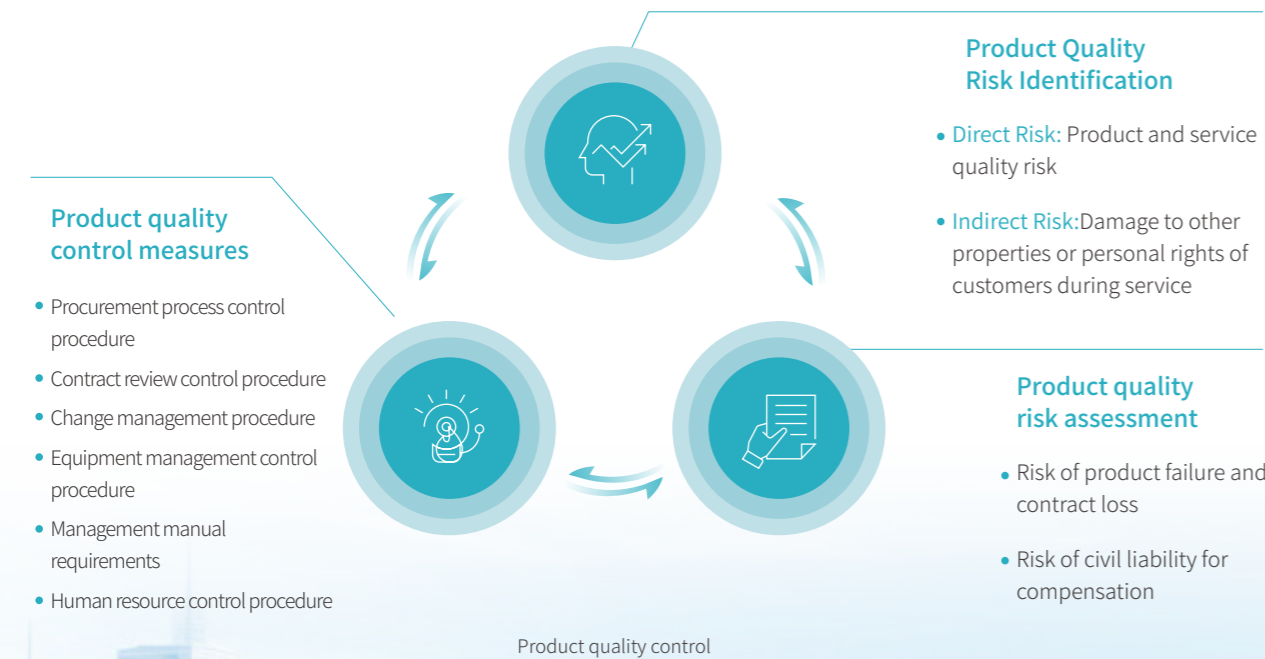 Product Quality
Risk Identification
• Direct Risk: Product and service
quality risk
• Indirect Risk:Damage to other
properties or personal rights of
customers during service
Product quality
control measures
• Procurement process control
procedure
• Contract review control procedure
• Change management procedure
• Equipment management control
procedure
• Management manual
requirements
• Human resource control procedure
Product quality
risk assessment
• Risk of product failure and
contract loss
• Risk of civil liability for
compensation
Product quality control